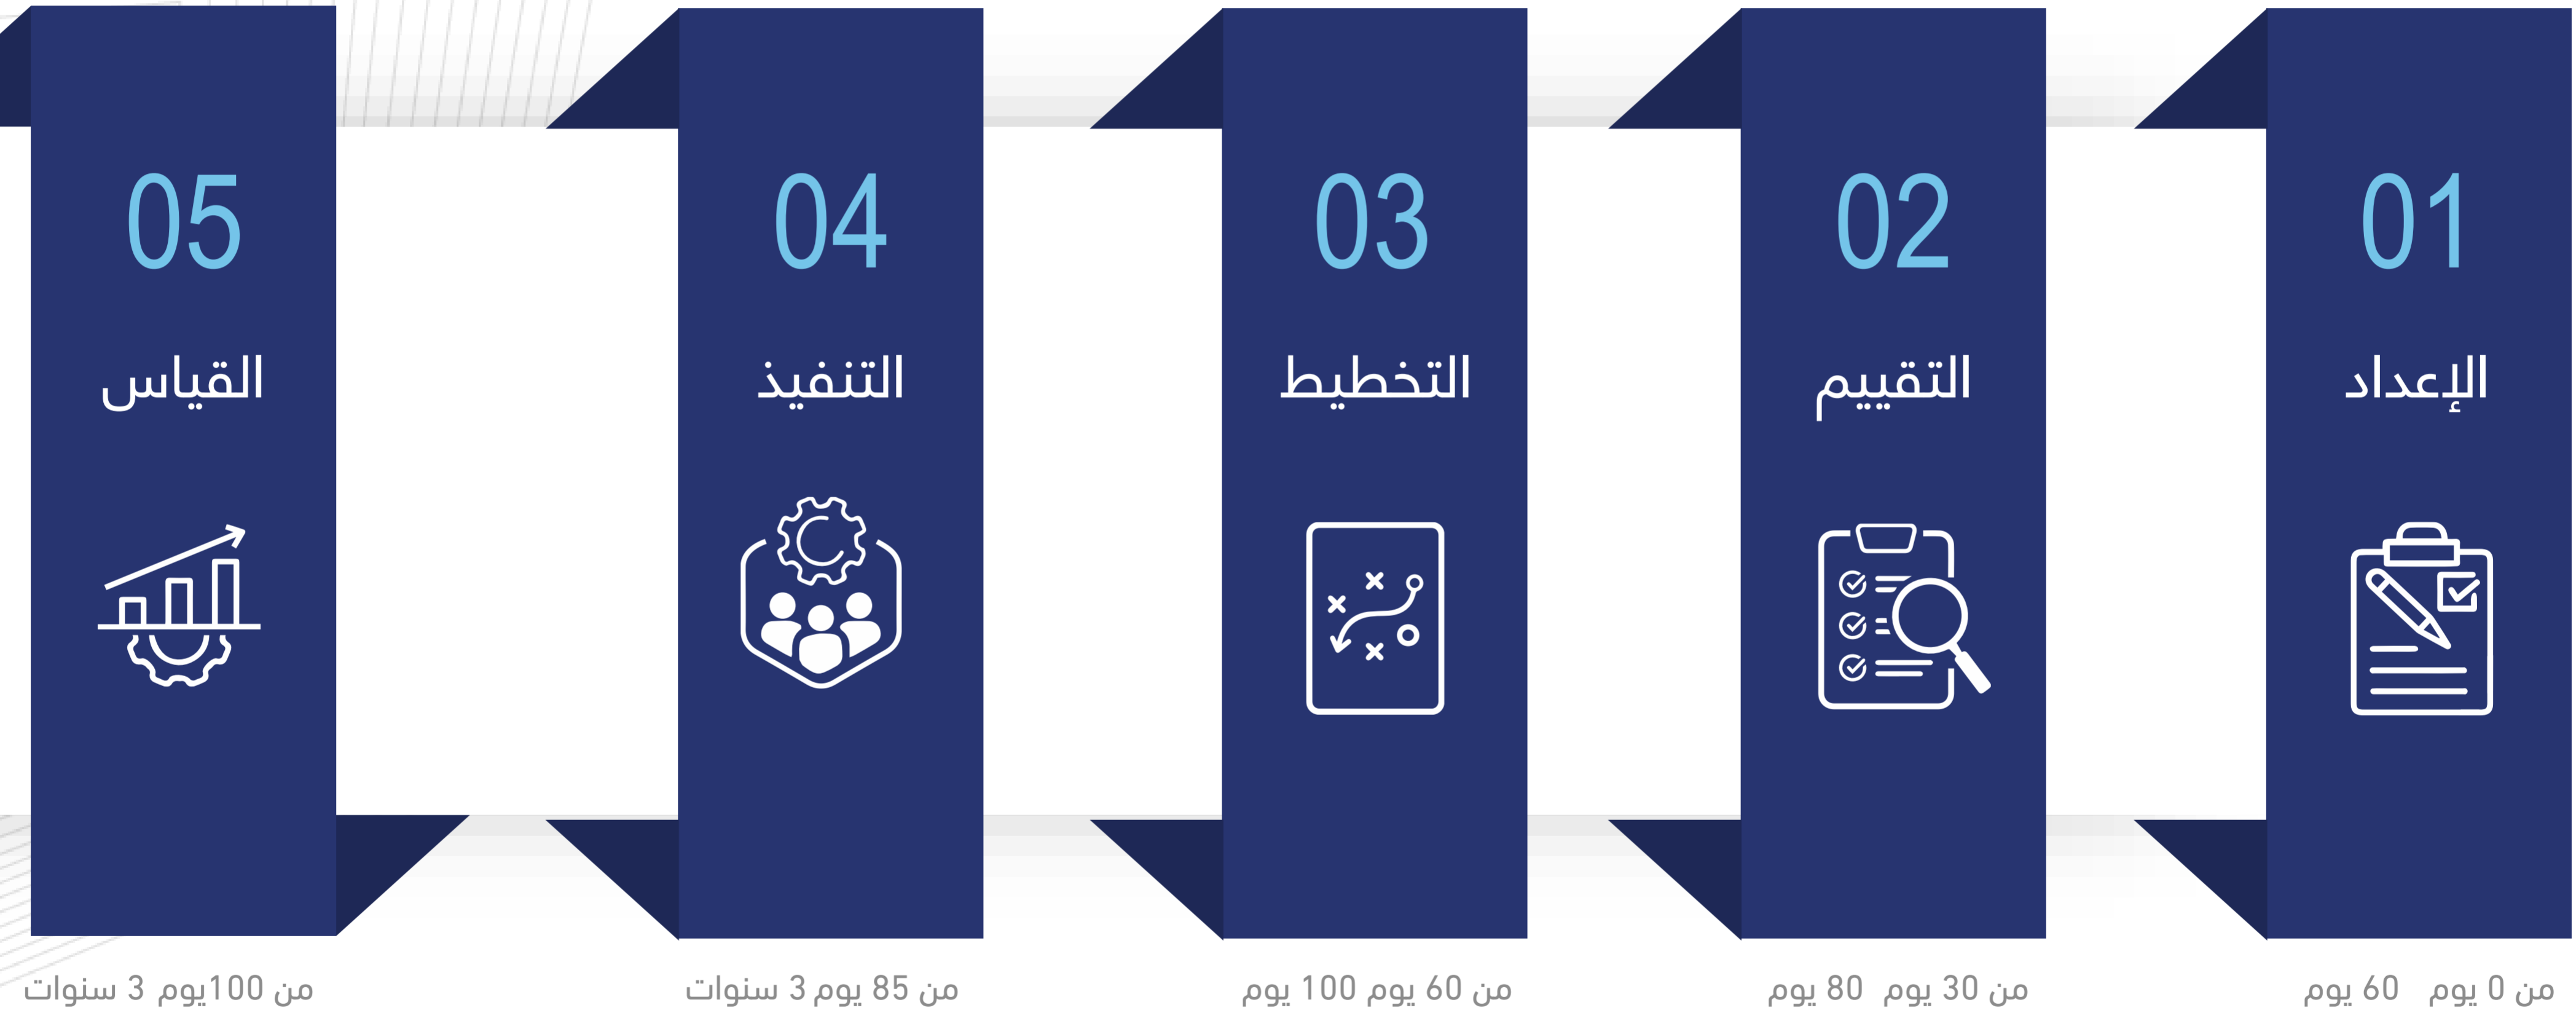 01
الإعداد
من 0 يوم 60 يوم
02
التقييم
من 30 يوم 80 يوم
03
التخطيط
من 60 يوم 100 يوم
04
التنفيذ
من 85 يوم 3 سنوات
05
القياس
من 100يوم 3 سنوات